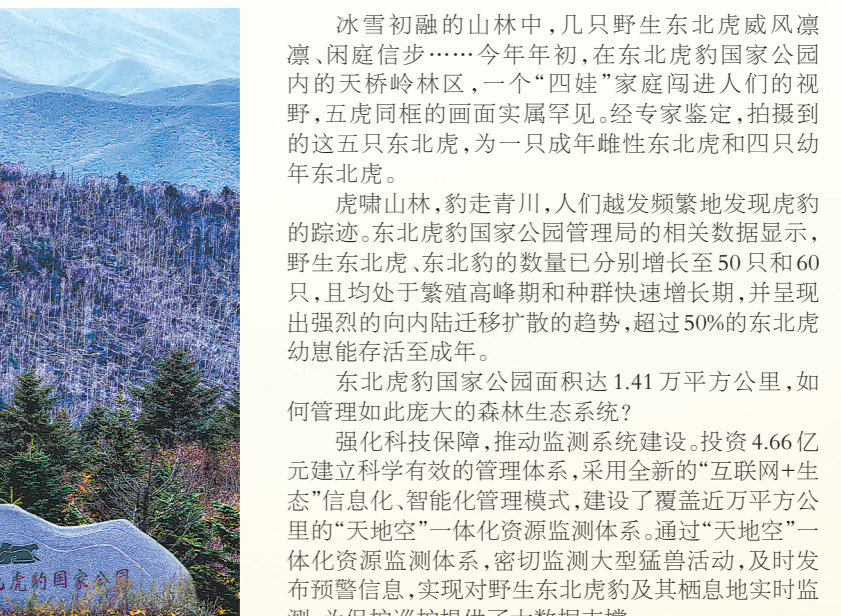 冰雪初融的山林中,几只野生东北虎威风凛
凛、闲庭信步……今年年初,在东北虎豹国家公园
内的天桥岭林区,一个“四娃”家庭闯进人们的视
野,五虎同框的画面实属罕见。经专家鉴定,拍摄到
的这五只东北虎,为一只成年雌性东北虎和四只幼
年东北虎。
虎啸山林,豹走青川,人们越发频繁地发现虎豹
的踪迹。东北虎豹国家公园管理局的相关数据显示,
野生东北虎、东北豹的数量已分别增长至50只和60
只,且均处于繁殖高峰期和种群快速增长期,并呈现
出强烈的向内陆迁移扩散的趋势,超过50%的东北虎
幼崽能存活至成年。
东北虎豹国家公园面积达1.41万平方公里,如
何管理如此庞大的森林生态系统?
强化科技保障,推动监测系统建设。投资4.66亿
元建立科学有效的管理体系,采用全新的“互联网+生
态”信息化、智能化管理模式,建设了覆盖近万平方公
里的“天地空”一体化资源监测体系。通过“天地空”一
体化资源监测体系,密切监测大型猛兽活动,及时发
布预警信息,实现对野生东北虎豹及其栖息地实时监
测,为保护巡护提供了大数据支撑。
虎豹国家公园